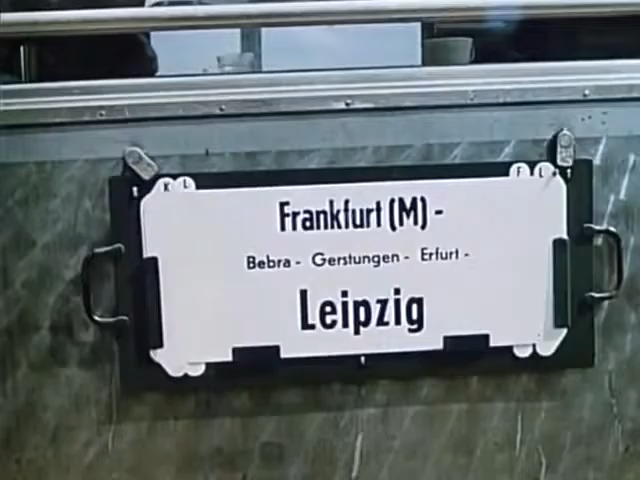 Frankfurt (M) -
Bebra - Gerstungen - Erfurt -
Leipzig